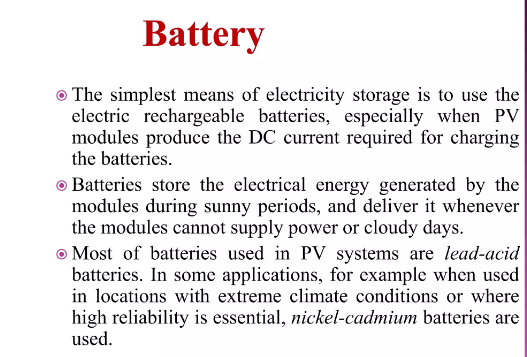 Battery
The simplest means of electricity storage is to use the
electric rechargeable batteries, especially when PV
modules produce the DC current required for charging
the batteries.
Batteries store the electrical energy generated by the
modules during sunny periods, and deliver it whenever
the modules cannot supply power or cloudy days.
Most of batteries used in PV systems are lead-acid
batteries. In some applications, for example when used
in locations with extreme climate conditions or where
high reliability is essential, nickel-cadmium batteries are
used.